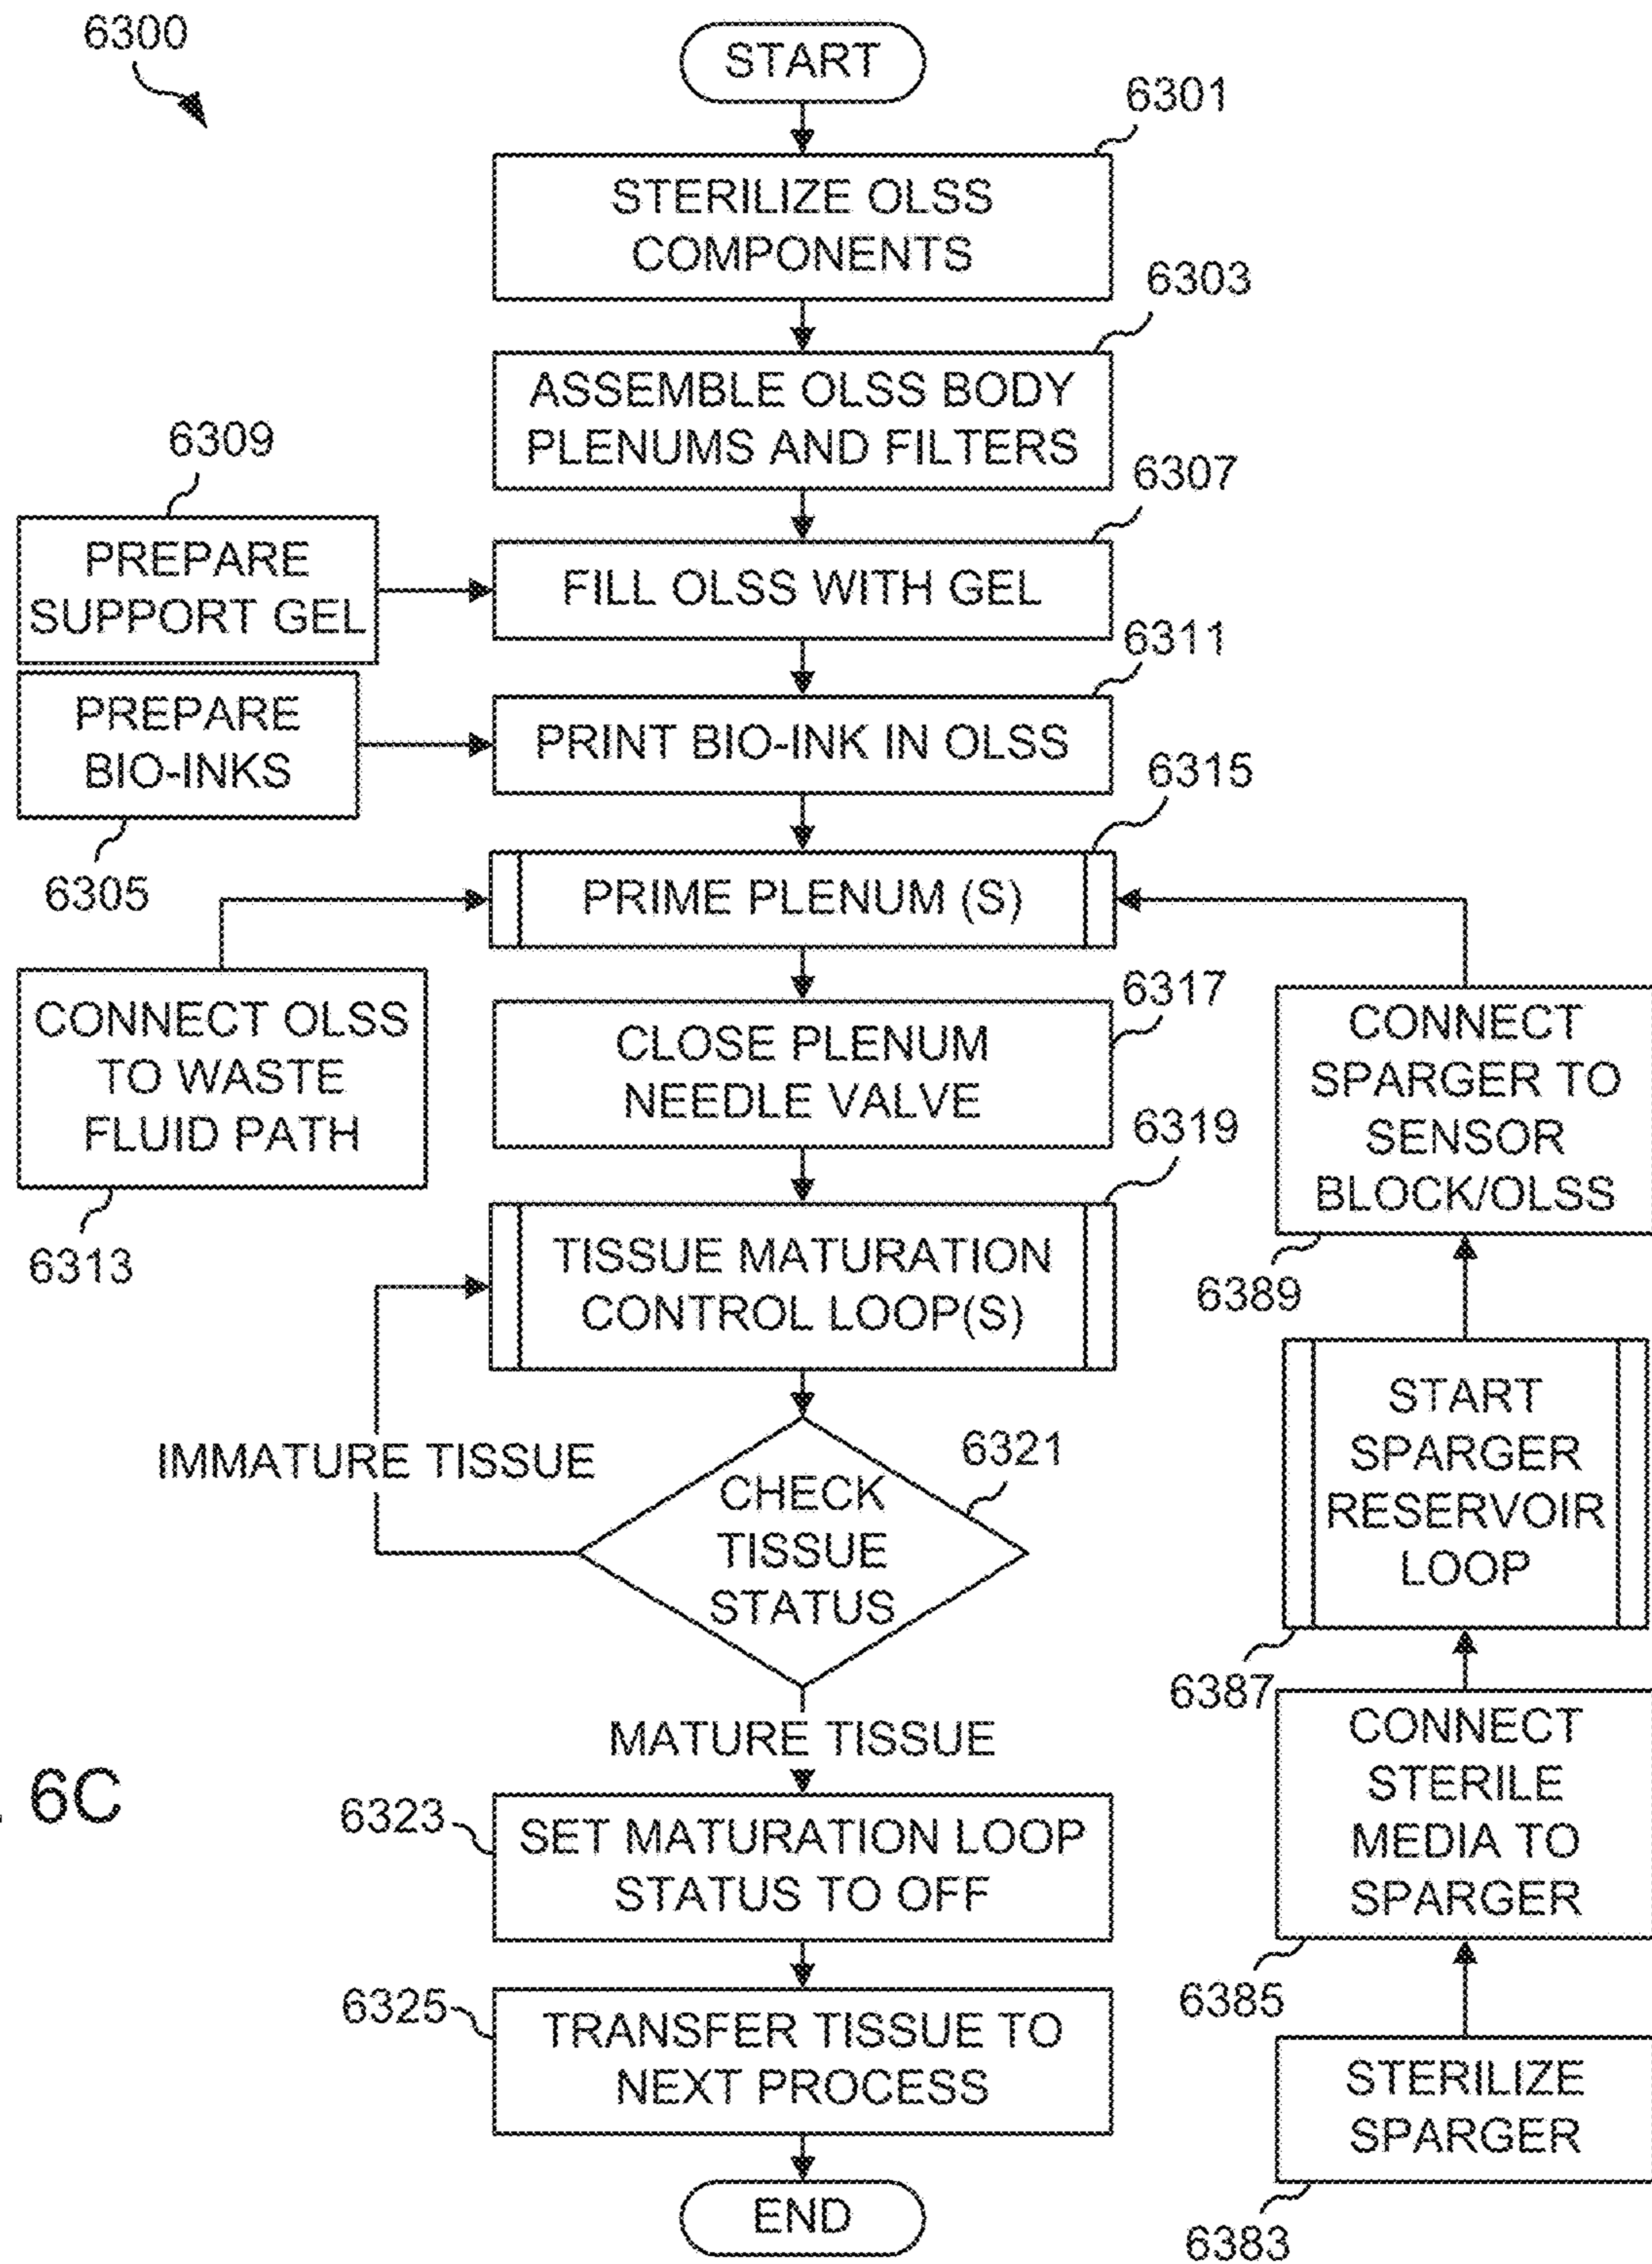 6300
START
6301
STERILIZE OLSS
COMPONENTS
6303
ASSEMBLE OLSS BODY
PLENUMS AND FILTERS
6309
PREPARE
SUPPORT GEL
6307
FILL OLSS WITH GEL
6311
PREPARE
BIO-INKS
6305
PRINT BIO-INK IN OLSS
6315
PRIME PLENUM (S)
CONNECT OLSS
TO WASTE
FLUID PATH
6313
6317
CLOSE PLENUM
NEEDLE VALVE
6319
TISSUE MATURATION
CONTROL LOOP(S)
IMMATURE TISSUE
6321
CHECK
TISSUE
STATUS
MATURE TISSUE
6323
SET MATURATION LOOP
STATUS TO OFF
6325
TRANSFER TISSUE TO
NEXT PROCESS
END
CONNECT
SPARGER TO
SENSOR
BLOCK/OLSS
6389
START
SPARGER
RESERVOIR
LOOP
6387
CONNECT
STERILE
MEDIA TO
SPARGER
6385
STERILIZE
SPARGER
6383
. 6C